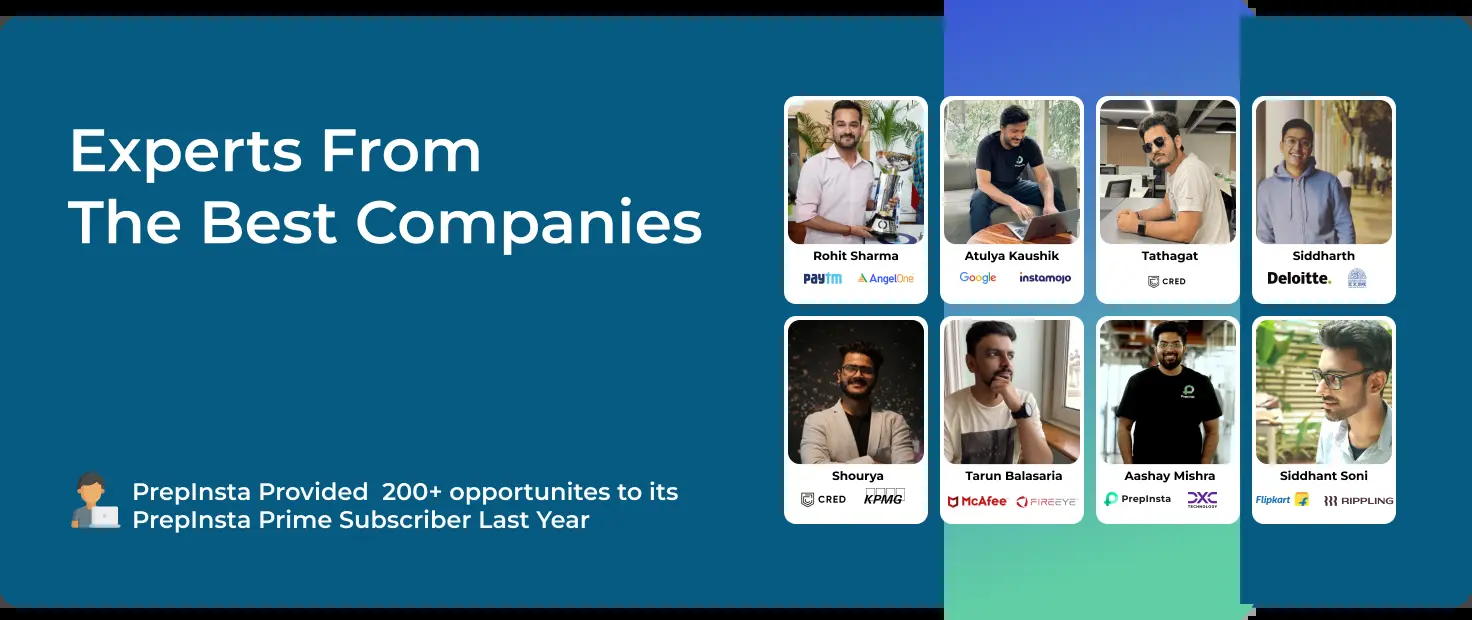 Experts From
The Best Companies
PrepInsta Provided 200+ opportunites to its
PrepInsta Prime Subscriber Last Year
Rohit Sharma
paytm AngelOne
Atulya Kaushik
Google instamojo
Tathagat
CRED
Siddharth
Deloitte.
Shourya
CRED KPMG
Tarun Balasaria
McAfee FIREEYE
Aashay Mishra
PrepInsta
PrepInsta DXC
TECHNOLOGY
Siddhant Soni
Flipkart RIPPLING